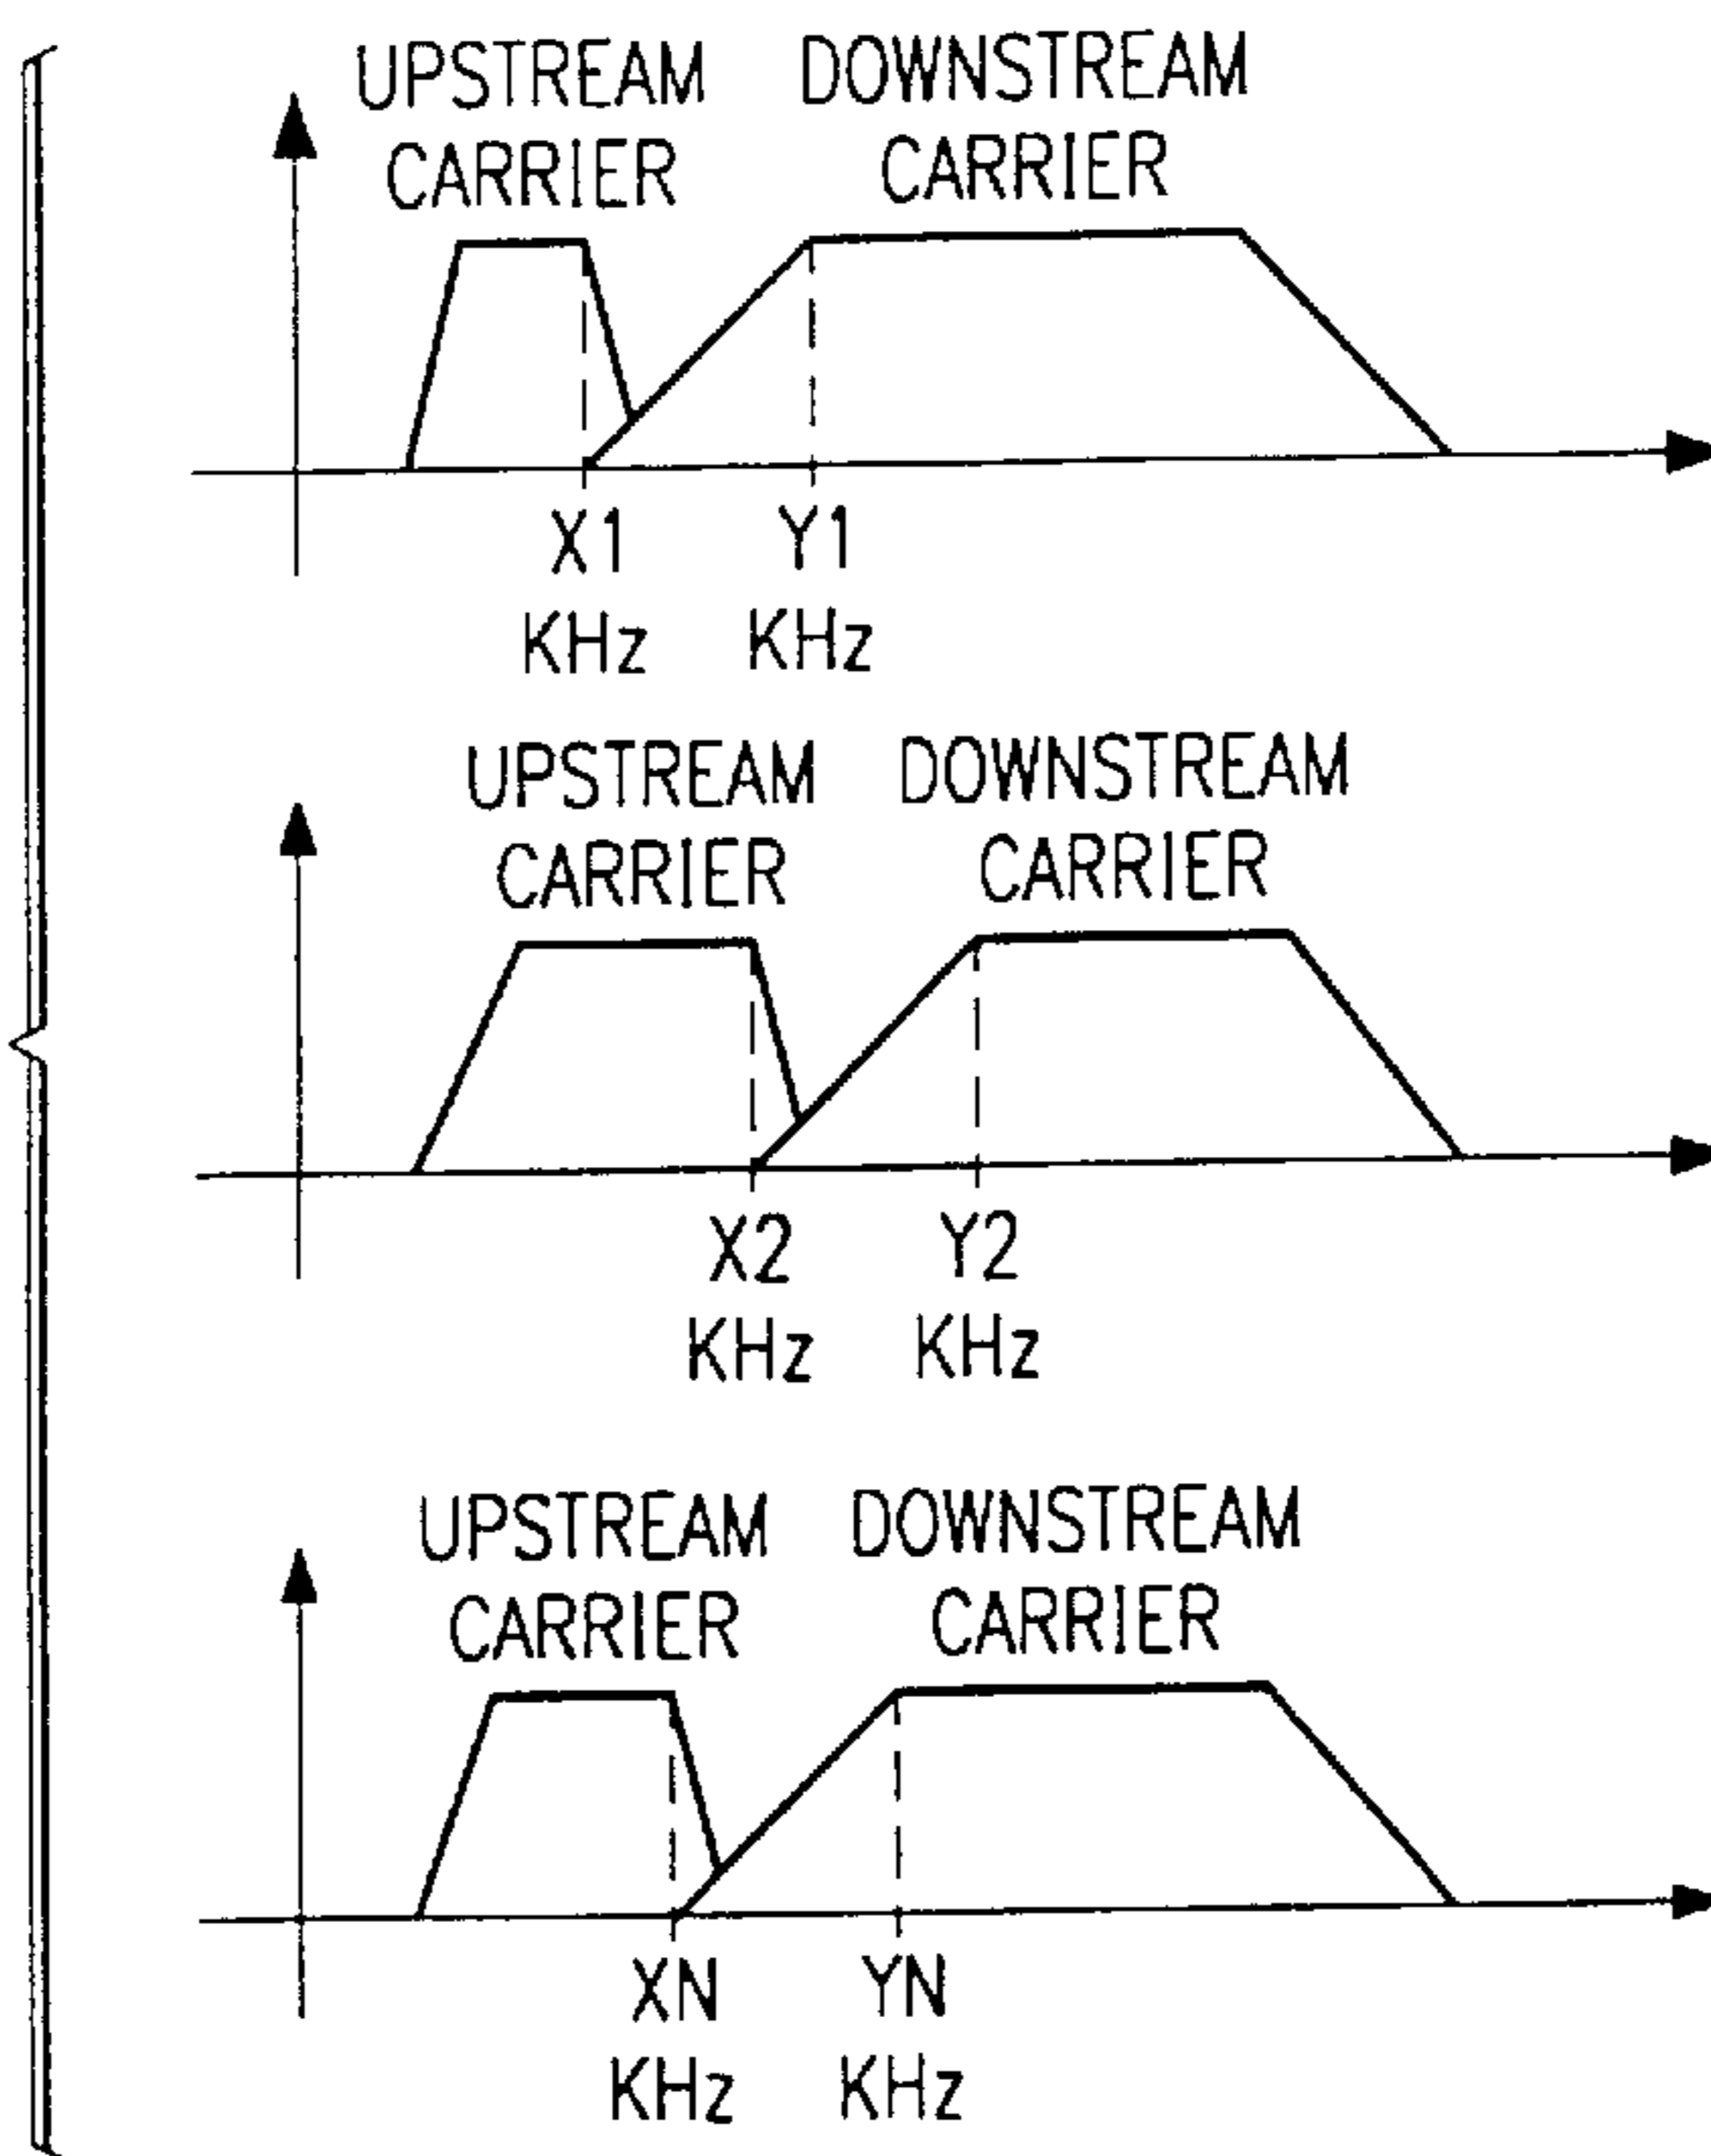 UPSTREAM DOWNSTREAM
CARRIER CARRIER
X1 Y1
KHz KHz
UPSTREAM DOWNSTREAM
CARRIER CARRIER
X2 Y2
KHz KHz
UPSTREAM DOWNSTREAM
CARRIER CARRIER
XN YN
KHz KHz